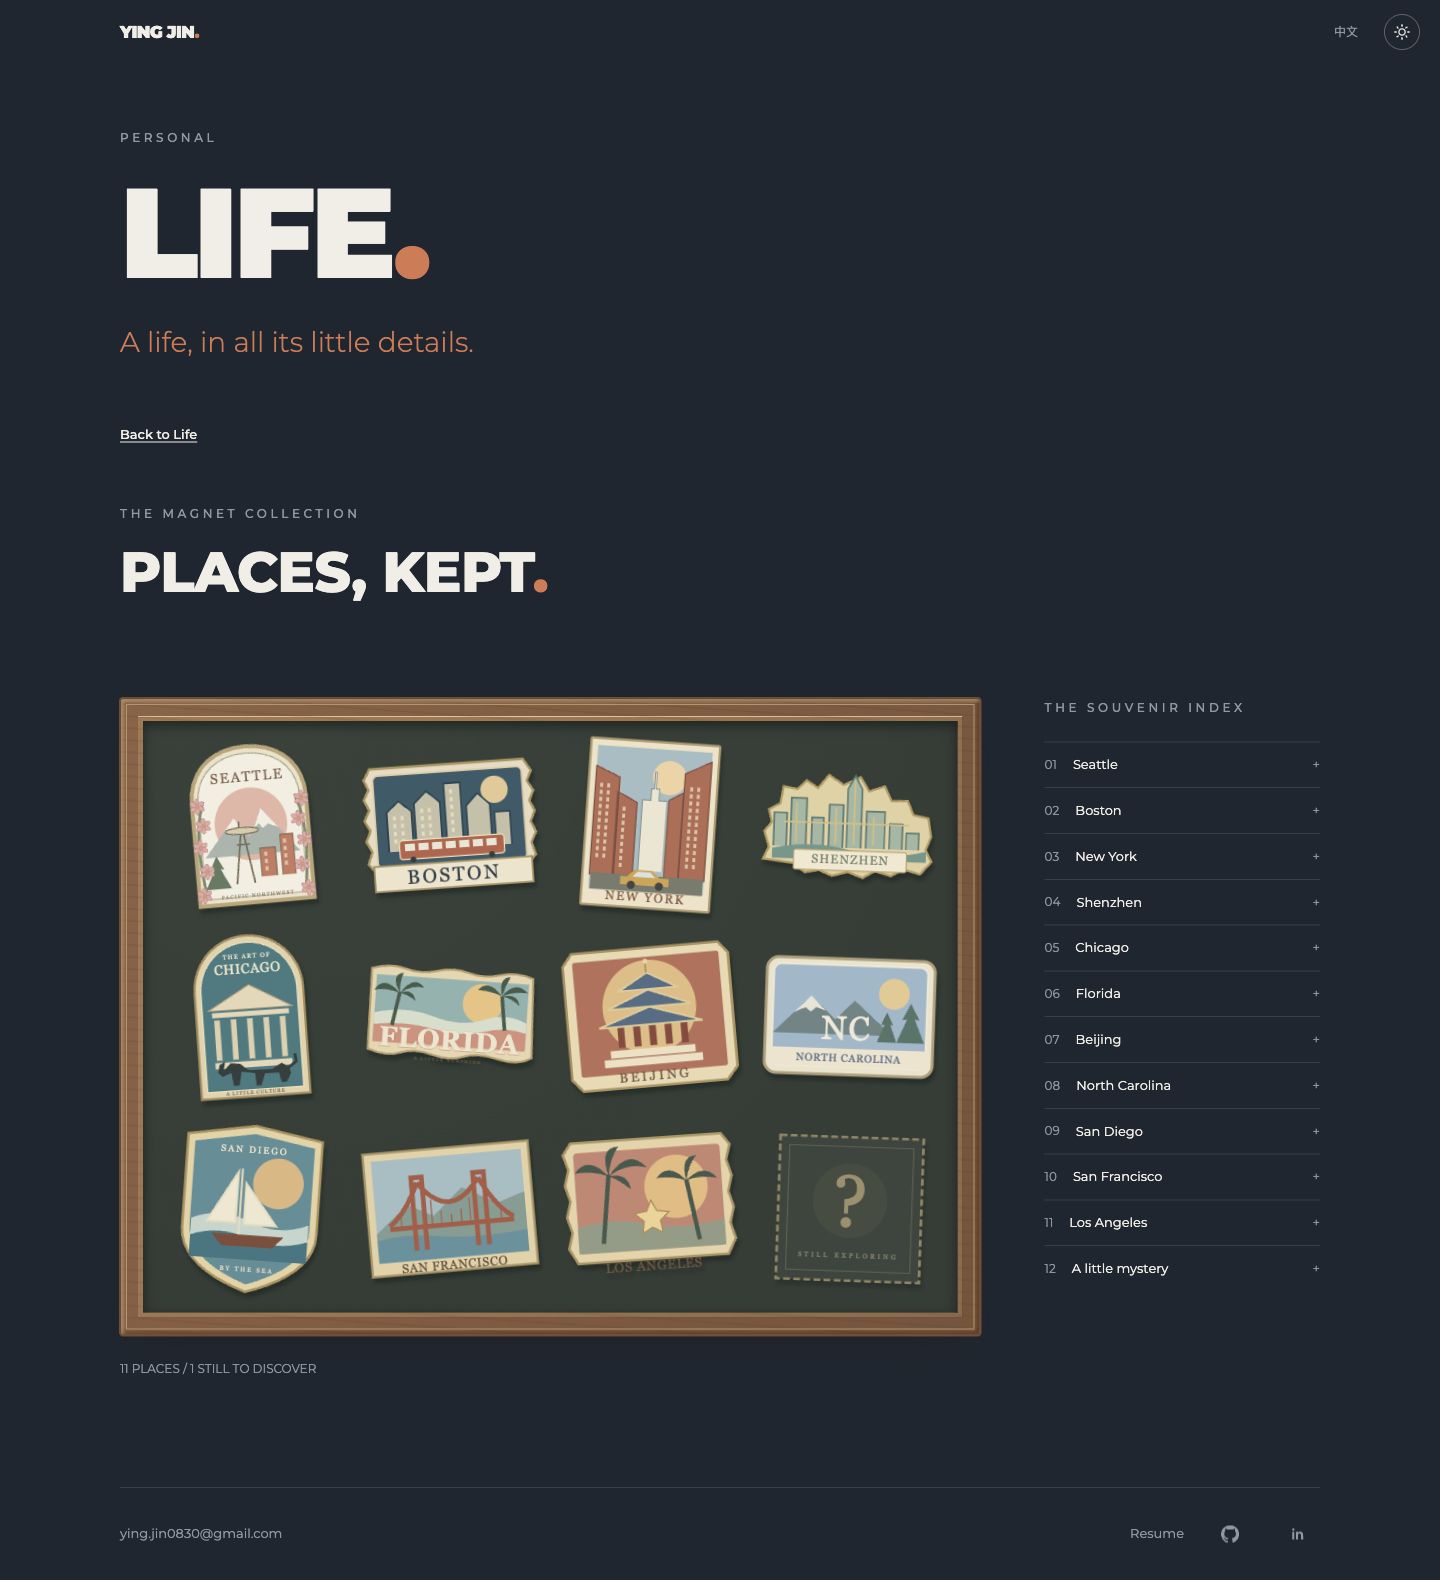 YING JIN.
中文
PERSONAL
LIFE.
A life, in all its little details.
Back to Life
THE MAGNET COLLECTION
PLACES, KEPT.
SEATTLE
PACIFIC NORTHWEST
BOSTON
NEW YORK
SHENZHEN
THE ART OF
CHICAGO
A LITTLE CULTURE
FLORIDA
A LITTLE SUNSHINE
BEIJING
NC
NORTH CAROLINA
SAN DIEGO
BY THE SEA
SAN FRANCISCO
LOS ANGELES
?
STILL EXPLORING
11 PLACES / 1 STILL TO DISCOVER
THE SOUVENIR INDEX
01 Seattle +
02 Boston +
03 New York +
04 Shenzhen +
05 Chicago +
06 Florida +
07 Beijing +
08 North Carolina +
09 San Diego +
10 San Francisco +
11 Los Angeles +
12 A little mystery +
ying.jin0830@gmail.com
Resume
in